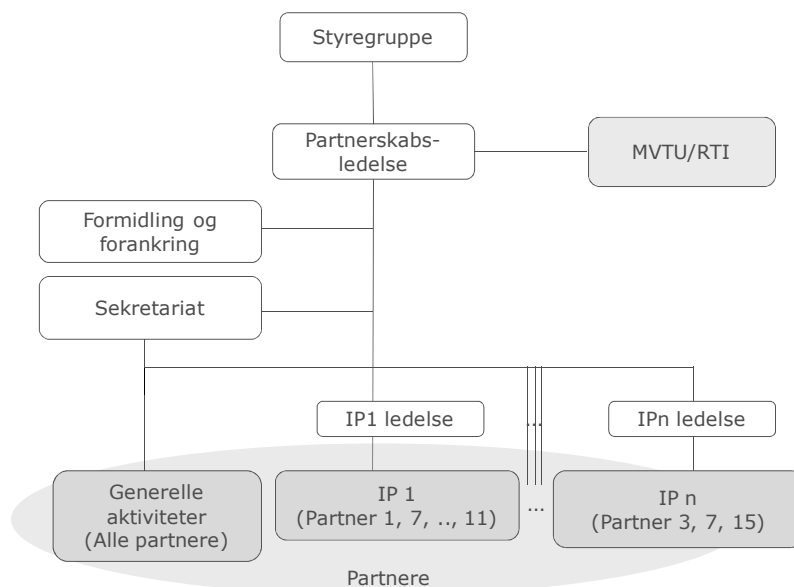 Styregruppe
Partnerskabs-
ledelse
MVTU/RTI
Formidling og
forankring
Sekretariat
IP1 ledelse
...
IPn ledelse
Generelle
aktiviteter
(Alle partnere)
IP 1
(Partner 1, 7, .., 11)
...
IP n
(Partner 3, 7, 15)
Partnere